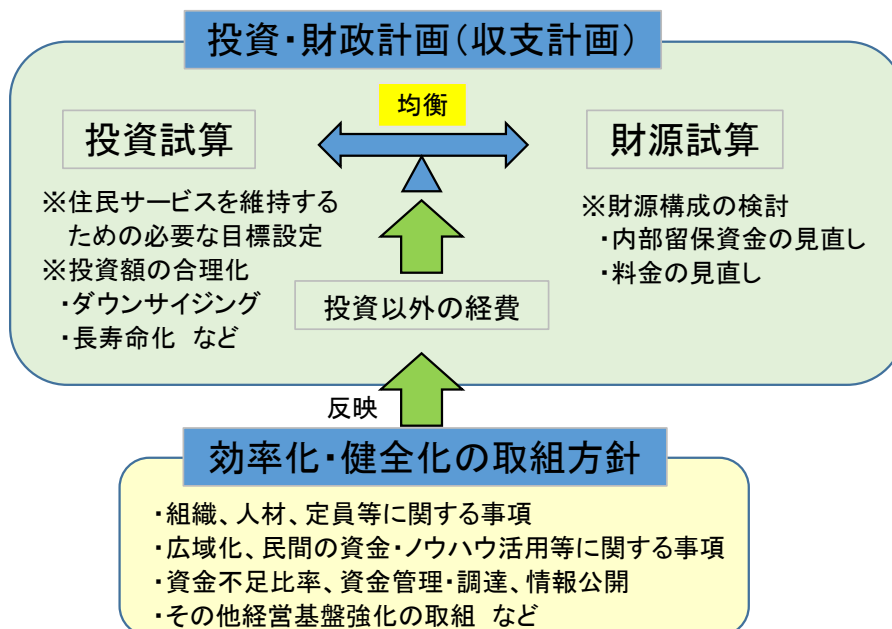 投資・財政計画(収支計画)
均衡
投資試算
財源試算
※住民サービスを維持する
ための必要な目標設定
※投資額の合理化
・ダウンサイジング
・長寿命化 など
※財源構成の検討
・内部留保資金の見直し
・料金の見直し
投資以外の経費
反映
効率化・健全化の取組方針
・組織、人材、定員等に関する事項
・広域化、民間の資金・ノウハウ活用等に関する事項
・資金不足比率、資金管理・調達、情報公開
・その他経営基盤強化の取組 など